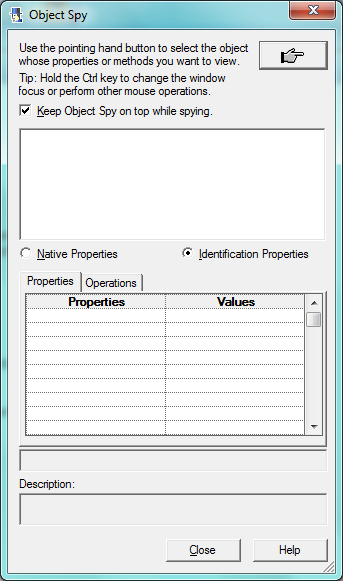 Object Spy
Use the pointing hand button to select the object
whose properties or methods you want to view.
Tip: Hold the Ctrl key to change the window
focus or perform other mouse operations.
Keep Object Spy on top while spying.
Native Properties
Identification Properties
Properties
Operations
Properties
Values
Description:
Close
Help